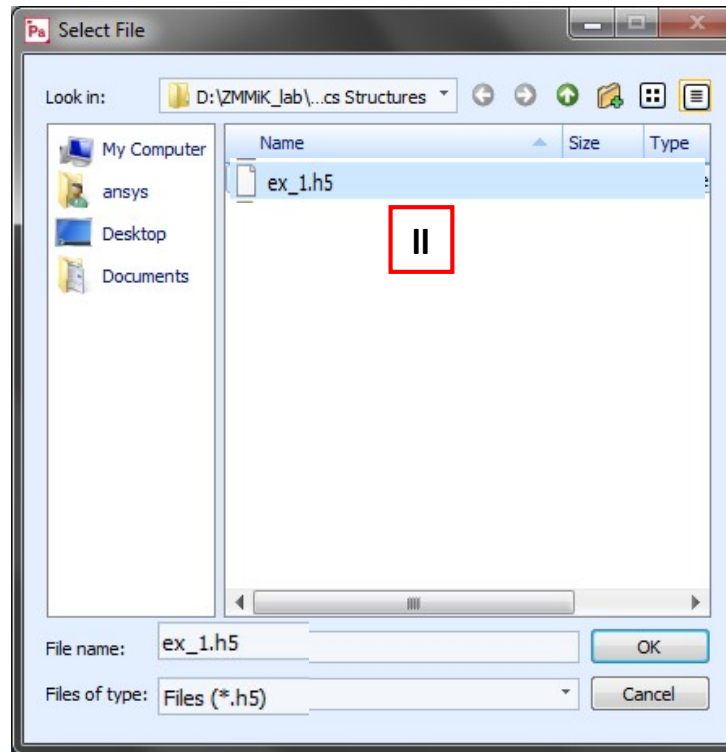 Pa Select File
Look in: D:\ZMMiK_lab\...cs Structures
My Computer
ansys
Desktop
Documents
Name Size Type
ex_1.h5
II
File name: ex_1.h5 OK
Files of type: Files (*.h5) Cancel